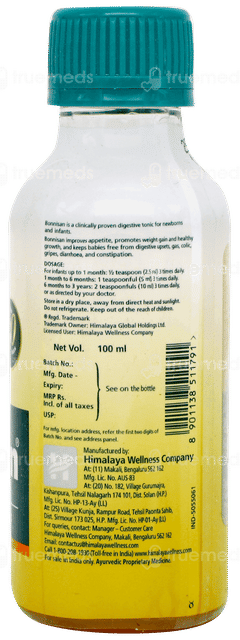 Bonnisan is a clinically proven digestive tonic for newborns
and infants.
Bonnisan improves appetite, promotes weight gain and healthy
growth, and keeps babies free from digestive upsets, gas, colic,
gripes, diarrhoea, and constipation.
DOSAGE:
For infants up to 1 month: ½ teaspoon (2.5 ml) 3 times daily.
1 month to 6 months: 1 teaspoonful (5 ml) 3 times daily.
6 months to 3 years: 2 teaspoonfuls (10 ml) 3 times daily,
or as directed by your doctor.
Store in a dry place, away from direct heat and sunlight.
Do not refrigerate. Keep out of the reach of children.
® Regd. Trademark
Trademark Owner: Himalaya Global Holdings Ltd.
Licensed User: Himalaya Wellness Company
Net Vol. 100 ml
Batch No.:
Mfg. Date -
Expiry:
MRP Rs.
Incl. of all taxes
USP:
See on the bottle
For mfg. location address, refer the first two digits of
Batch No. and see address panel.
Manufactured by
Himalaya Wellness Company
At: (11) Makali, Bengaluru 562 162
Mfg. Lic. No. AUS-83
At: (20) No. 182, Village Gurumajra,
Kishanpura, Tehsil Nalagarh 174 101, Dist. Solan (H.P.)
Mfg. Lic. No. HP-13-Ay (LL)
At: (25) Village Kunja, Rampur Road, Tehsil Paonta Sahib,
Dist. Sirmour 173 025, H.P. Mfg. Lic. No. HP-01-Ay (LL)
For queries, contact: Manager - Customer Care
Himalaya Wellness Company, Makali, Bengaluru 562 162
Email: contactus@himalayawellness.com
Call 1-800-208-1930 (Toll-free in India) www.himalayawellness.com
For sale in India only. Ayurvedic Proprietary Medicine
8 901138 511791
IND-5055061
truemeds